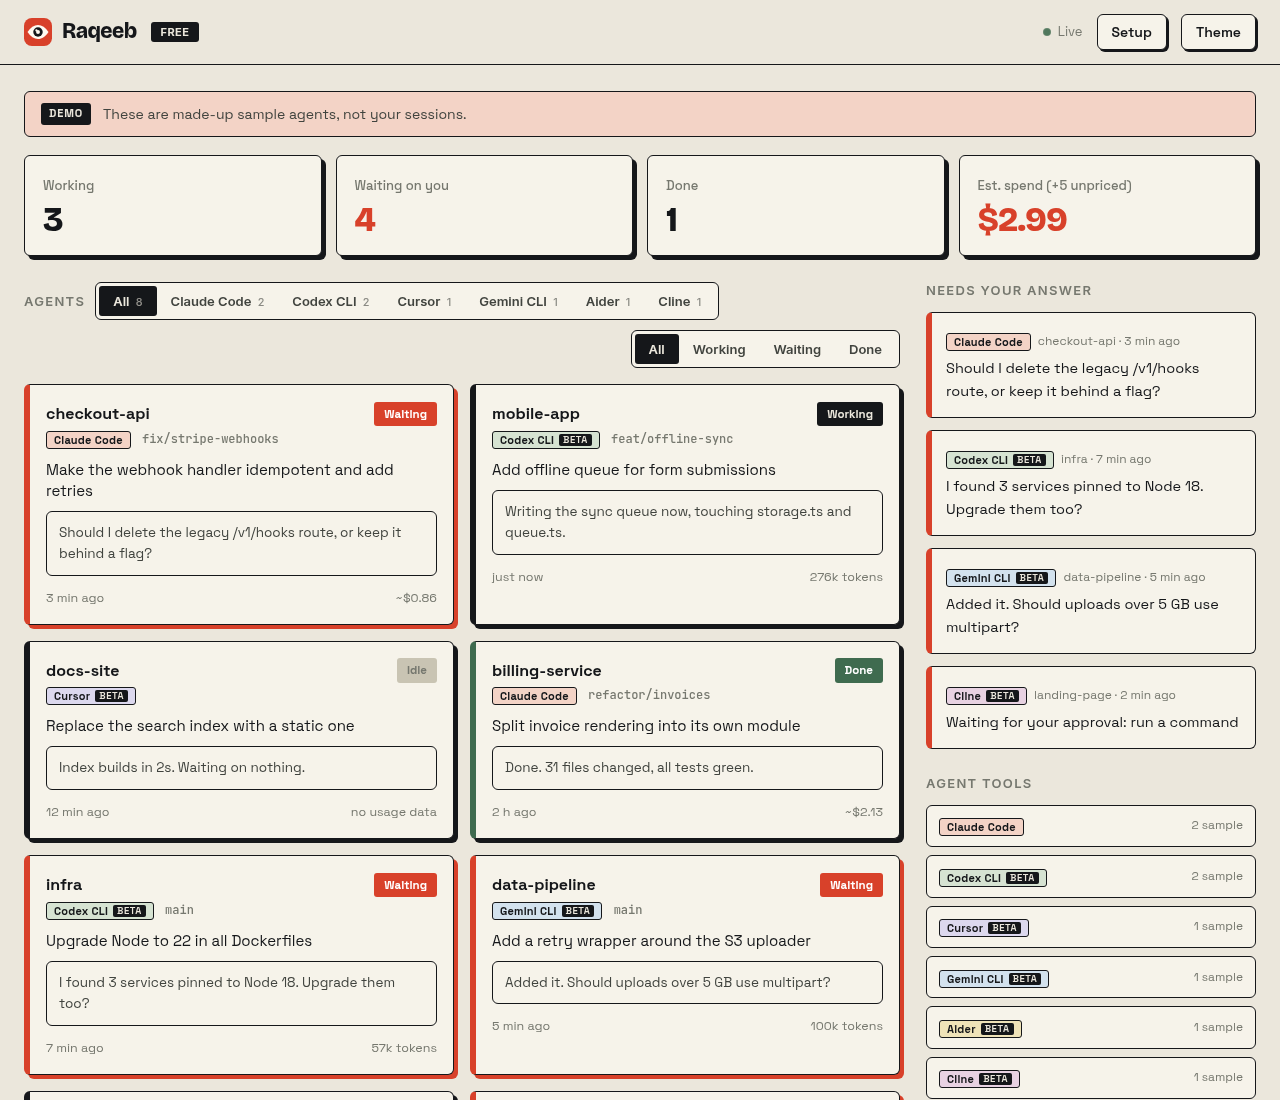 Raqeeb FREE
Live Setup Theme
DEMO These are made-up sample agents, not your sessions.
Working
3
Waiting on you
4
Done
1
Est. spend (+5 unpriced)
$2.99
AGENTS All 8 Claude Code 2 Codex CLI 2 Cursor 1 Gemini CLI 1 Aider 1 Cline 1
All Working Waiting Done
checkout-api Waiting
Claude Code fix/stripe-webhooks
Make the webhook handler idempotent and add
retries
Should I delete the legacy /v1/hooks route, or keep it
behind a flag?
3 min ago ~$0.86
mobile-app Working
Codex CLI BETA feat/offline-sync
Add offline queue for form submissions
Writing the sync queue now, touching storage.ts and
queue.ts.
just now 276k tokens
docs-site Idle
Cursor BETA
Replace the search index with a static one
Index builds in 2s. Waiting on nothing.
12 min ago no usage data
billing-service Done
Claude Code refactor/invoices
Split invoice rendering into its own module
Done. 31 files changed, all tests green.
2 h ago ~$2.13
infra Waiting
Codex CLI BETA main
Upgrade Node to 22 in all Dockerfiles
I found 3 services pinned to Node 18. Upgrade them
too?
7 min ago 57k tokens
data-pipeline Waiting
Gemini CLI BETA main
Add a retry wrapper around the S3 uploader
Added it. Should uploads over 5 GB use multipart?
5 min ago 100k tokens
NEEDS YOUR ANSWER
Claude Code checkout-api · 3 min ago
Should I delete the legacy /v1/hooks
route, or keep it behind a flag?
Codex CLI BETA infra · 7 min ago
I found 3 services pinned to Node 18.
Upgrade them too?
Gemini CLI BETA data-pipeline · 5 min ago
Added it. Should uploads over 5 GB use
multipart?
Cline BETA landing-page · 2 min ago
Waiting for your approval: run a command
AGENT TOOLS
Claude Code 2 sample
Codex CLI BETA 2 sample
Cursor BETA 1 sample
Gemini CLI BETA 1 sample
Aider BETA 1 sample
Cline BETA 1 sample